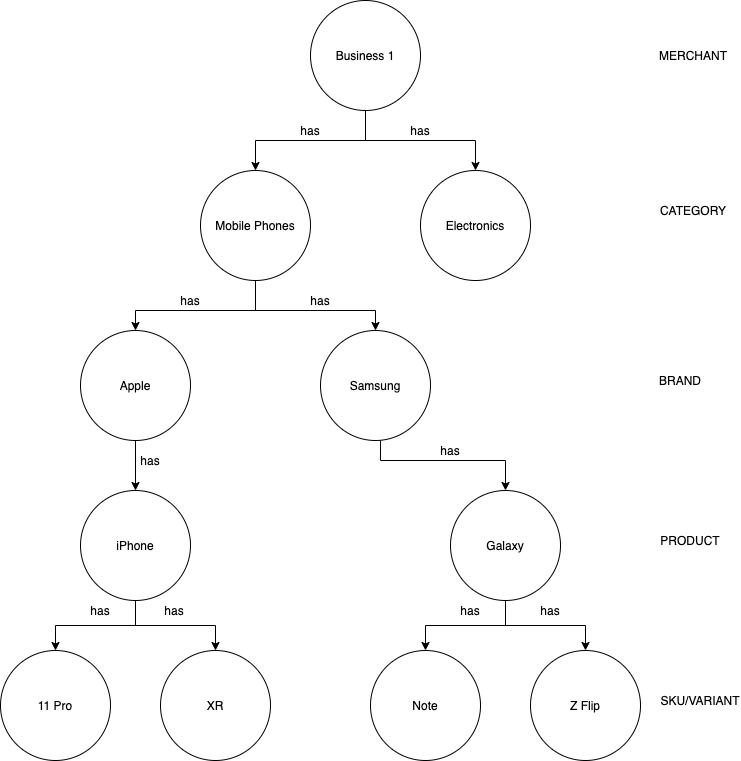 Business 1
MERCHANT
has
has
Mobile Phones
Electronics
CATEGORY
has
has
Apple
Samsung
BRAND
has
has
iPhone
Galaxy
PRODUCT
has
has
has
has
11 Pro
XR
Note
Z Flip
SKU/VARIANT